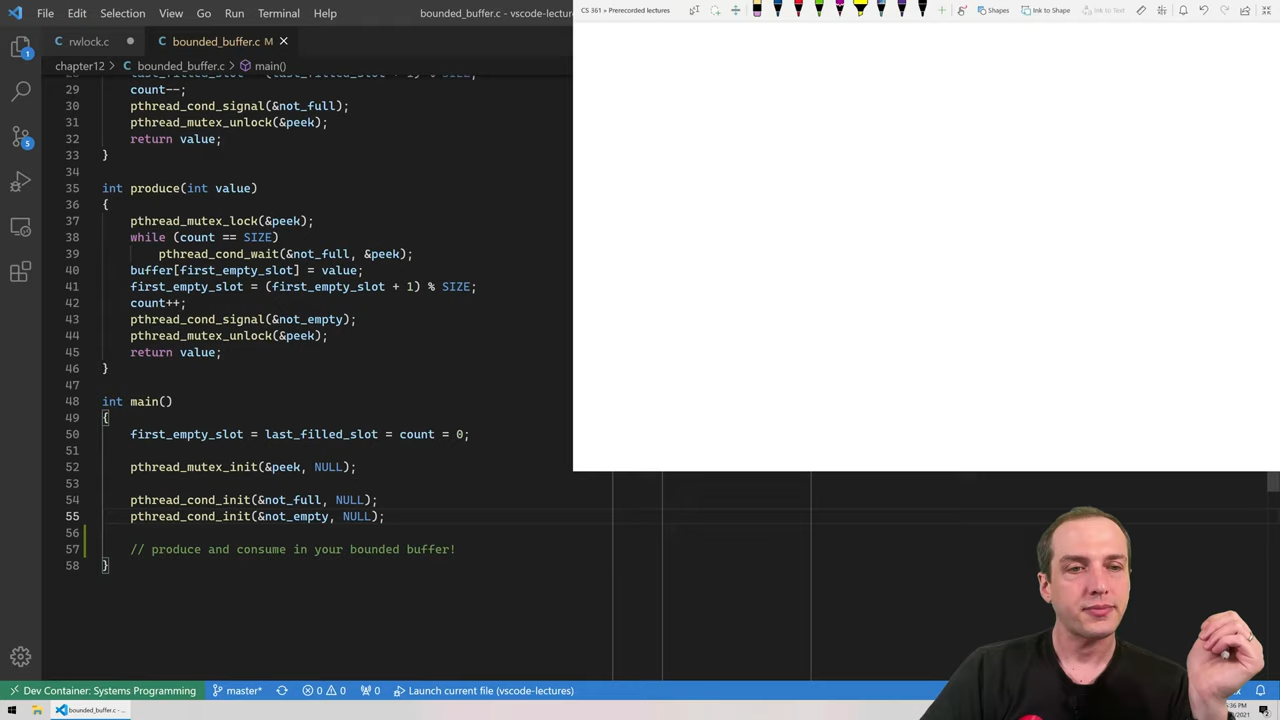 File Edit Selection View Go Run Terminal ... bounded_buffer.c - vscode-lectures
CS 361 » Prerecorded lectures
Shapes
Ink to Shape
Ink to Text
rwlock.c
bounded_buffer.c M
chapter12 > bounded_buffer.c > main()
29 count--;
30 pthread_cond_signal(&not_full);
31 pthread_mutex_unlock(&peek);
32 return value;
33 }
34
35 int produce(int value)
36 {
37 pthread_mutex_lock(&peek);
38 while (count == SIZE)
39 pthread_cond_wait(&not_full, &peek);
40 buffer[first_empty_slot] = value;
41 first_empty_slot = (first_empty_slot + 1) % SIZE;
42 count++;
43 pthread_cond_signal(&not_empty);
44 pthread_mutex_unlock(&peek);
45 return value;
46 }
47
48 int main()
49 {
50 first_empty_slot = last_filled_slot = count = 0;
51
52 pthread_mutex_init(&peek, NULL);
53
54 pthread_cond_init(&not_full, NULL);
55 pthread_cond_init(&not_empty, NULL);
56
57 // produce and consume in your bounded buffer!
58 }
1
5
Dev Container: Systems Programming master* 0 0 0 Launch current file (vscode-lectures)
bounded_buffer.c - ...